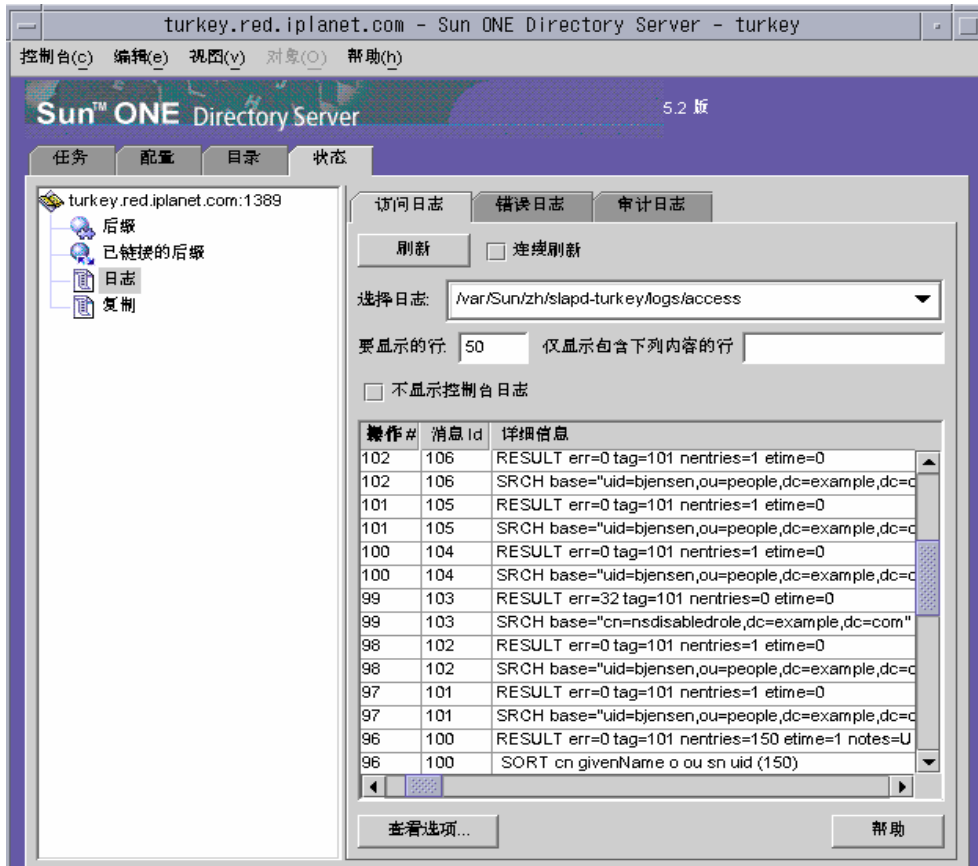 turkey.red.iplanet.com - Sun ONE Directory Server - turkey
控制台(c) 编辑(e) 视图(v) 对象(O) 帮助(h)
Sun™ ONE Directory Server 5.2 版
任务 配置 目录 状态
turkey.red.iplanet.com:1389
后缀
已链接的后缀
日志
复制
访问日志 错误日志 审计日志
刷新 连续刷新
选择日志: /var/Sun/zh/slapd-turkey/logs/access
要显示的行: 50 仅显示包含下列内容的行
不显示控制台日志
操作# 消息 Id 详细信息
102 106 RESULT err=0 tag=101 nentries=1 etime=0
102 106 SRCH base="uid=bjensen,ou=people,dc=example,dc=c
101 105 RESULT err=0 tag=101 nentries=1 etime=0
101 105 SRCH base="uid=bjensen,ou=people,dc=example,dc=c
100 104 RESULT err=0 tag=101 nentries=1 etime=0
100 104 SRCH base="uid=bjensen,ou=people,dc=example,dc=c
99 103 RESULT err=32 tag=101 nentries=0 etime=0
99 103 SRCH base="cn=nsdisabledrole,dc=example,dc=com"
98 102 RESULT err=0 tag=101 nentries=1 etime=0
98 102 SRCH base="uid=bjensen,ou=people,dc=example,dc=c
97 101 RESULT err=0 tag=101 nentries=1 etime=0
97 101 SRCH base="uid=bjensen,ou=people,dc=example,dc=c
96 100 RESULT err=0 tag=101 nentries=150 etime=1 notes=U
96 100 SORT cn givenName o ou sn uid (150)
查看选项... 帮助